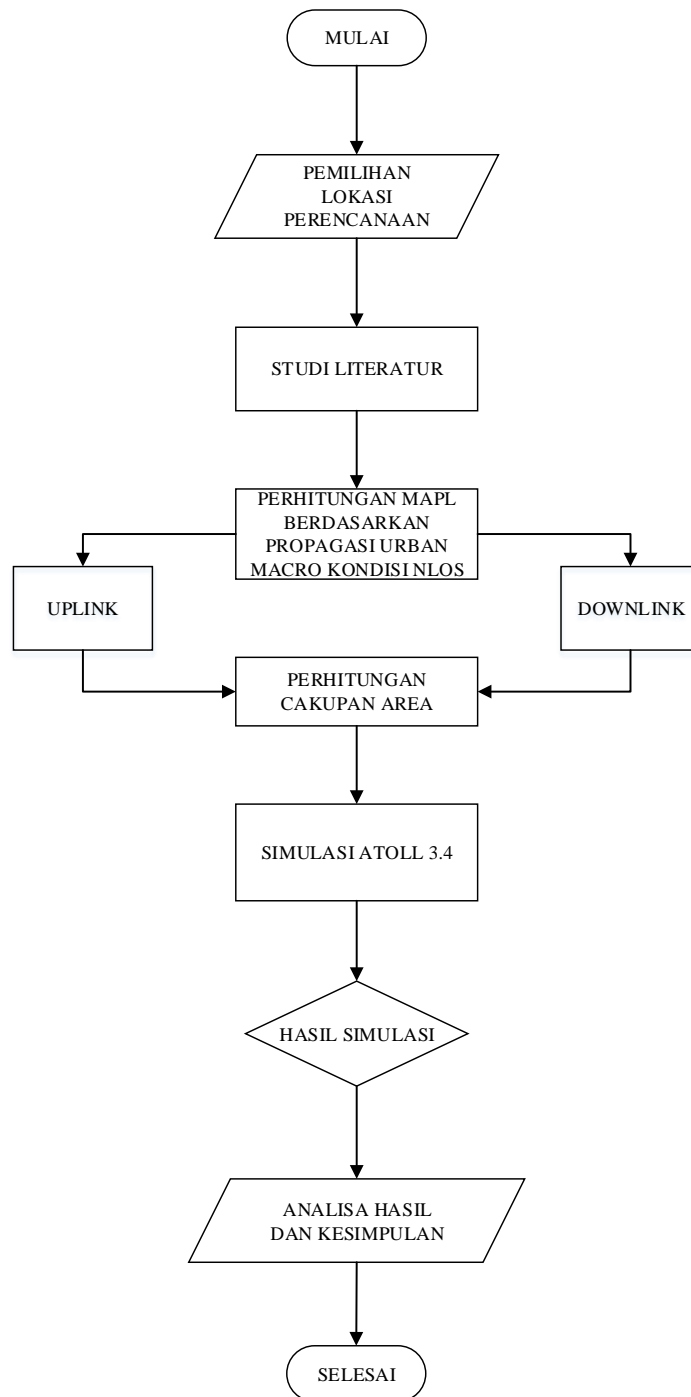 MULAI
PEMILIHAN
LOKASI
PERENCANAAN
STUDI LITERATUR
PERHITUNGAN MAPL
BERDASARKAN
PROPAGASI URBAN
MACRO KONDISI NLOS
UPLINK
DOWNLINK
PERHITUNGAN
CAKUPAN AREA
SIMULASI ATOLL 3.4
HASIL SIMULASI
ANALISA HASIL
DAN KESIMPULAN
SELESAI